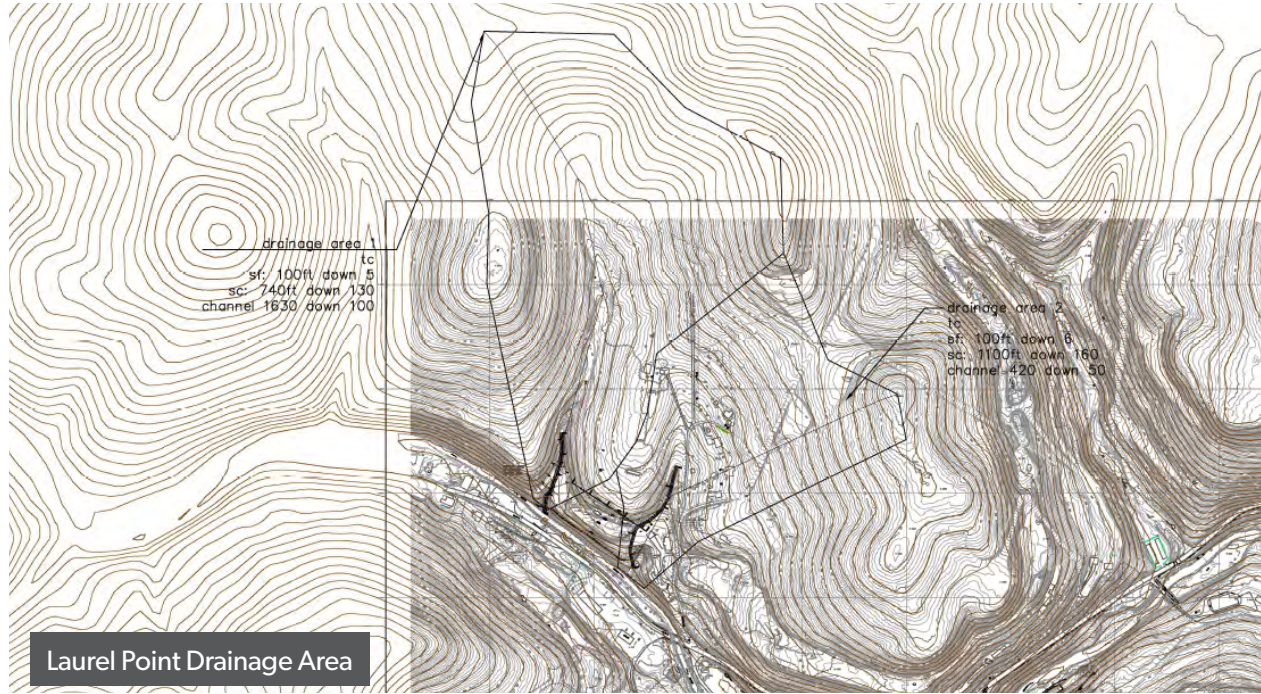 drainage area 1
tc
sf: 100ft down 5
sc: 740ft down 130
channel 1630 down 100
drainage area 2
tc
sf: 100ft down 6
sc: 1100ft down 160
channel 420 down 50
Laurel Point Drainage Area